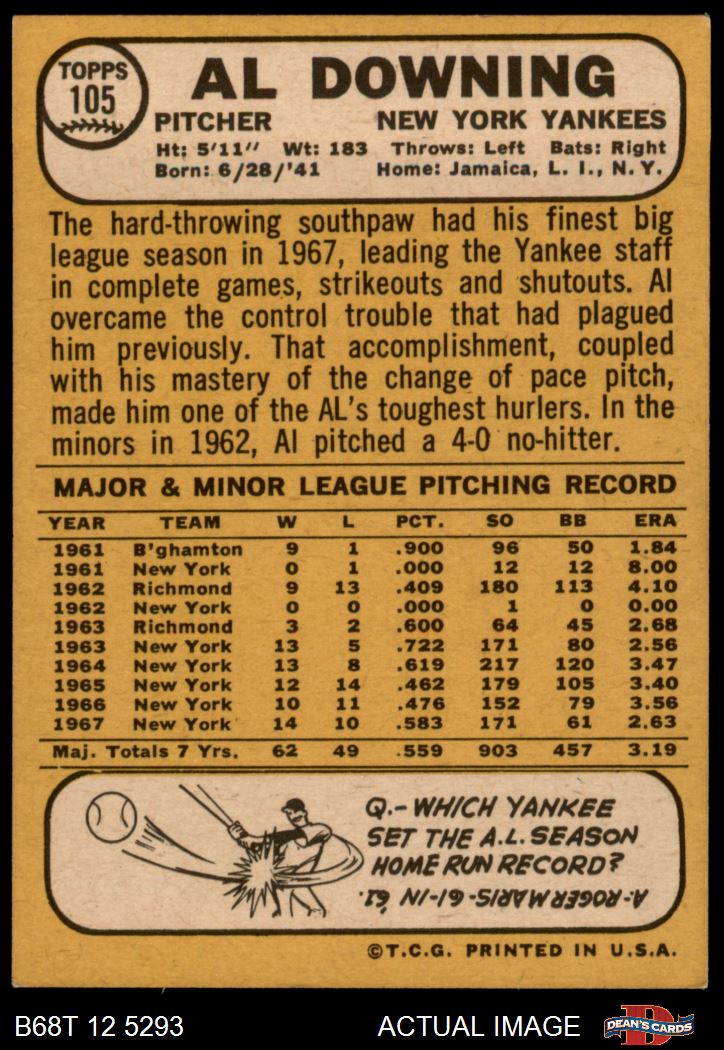 TOPPS
105
AL DOWNING
PITCHER NEW YORK YANKEES
Ht: 5'11" Wt: 183 Throws: Left Bats: Right
Born: 6/28/'41 Home: Jamaica, L. I., N. Y.
The hard-throwing southpaw had his finest big
league season in 1967, leading the Yankee staff
in complete games, strikeouts and shutouts. Al
overcame the control trouble that had plagued
him previously. That accomplishment, coupled
with his mastery of the change of pace pitch,
made him one of the AL's toughest hurlers. In the
minors in 1962, Al pitched a 4-0 no-hitter.
MAJOR & MINOR LEAGUE PITCHING RECORD
YEAR TEAM W L PCT. SO BB ERA
1961 B'ghamton 9 1 .900 96 50 1.84
1961 New York 0 1 .000 12 12 8.00
1962 Richmond 9 13 .409 180 113 4.10
1962 New York 0 0 .000 1 0 0.00
1963 Richmond 3 2 .600 64 45 2.68
1963 New York 13 5 .722 171 80 2.56
1964 New York 13 8 .619 217 120 3.47
1965 New York 12 14 .462 179 105 3.40
1966 New York 10 11 .476 152 79 3.56
1967 New York 14 10 .583 171 61 2.63
Maj. Totals 7 Yrs. 62 49 .559 903 457 3.19
Q.-WHICH YANKEE
SET THE A.L. SEASON
HOME RUN RECORD?
A-ROGER MARIS-61-IN '61.
©T.C.G. PRINTED IN U.S.A.
B68T 12 5293 ACTUAL IMAGE DEAN'S CARDS